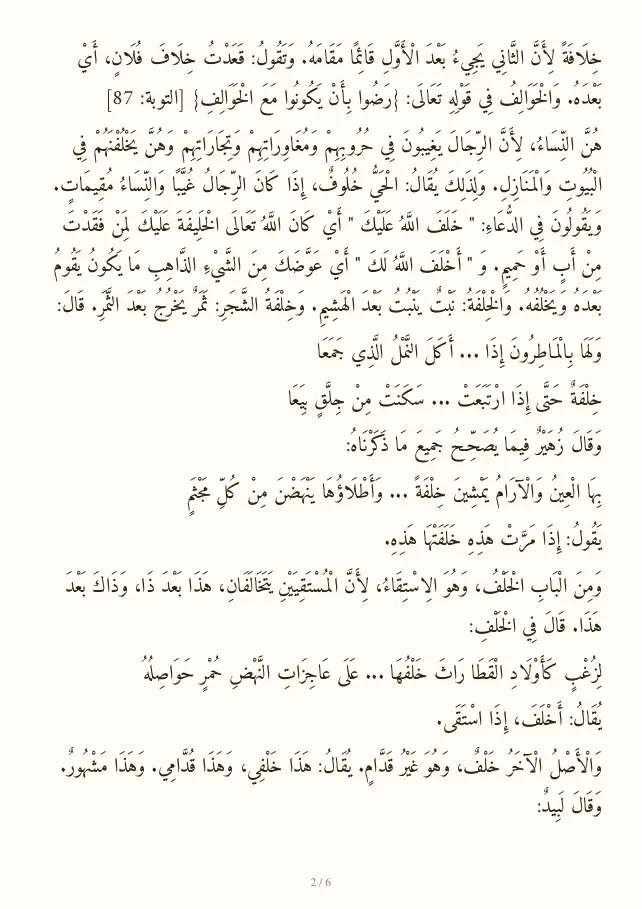 خِلَافَةً لِأَنَّ الثَّانِي يَجِيءُ بَعْدَ الْأَوَّلِ قَائِمًا مَقَامَهُ. وَتَقُولُ: قَعَدْتُ خِلَافَ فُلَانٍ، أَيْ
بَعْدَهُ. وَالْخَوَالِفُ فِي قَوْلِهِ تَعَالَى: {رَضُوا بِأَنْ يَكُونُوا مَعَ الْخَوَالِفِ} [التوبة: 87]
هُنَّ النِّسَاءُ، لِأَنَّ الرِّجَالَ يَغِيبُونَ فِي حُرُوبِهِمْ وَمُغَاوِرَاتِهِمْ وَتِجَارَاتِهِمْ وَهُنَّ يَخْلُفْنَهُمْ فِي
الْبُيُوتِ وَالْمَنَازِلِ. وَلِذَلِكَ يُقَالُ: الْحَيُّ خُلُوفٌ، إِذَا كَانَ الرِّجَالُ غُيَّبًا وَالنِّسَاءُ مُقِيمَاتٍ.
وَيَقُولُونَ فِي الدُّعَاءِ: " خَلَفَ اللَّهُ عَلَيْكَ " أَيْ كَانَ اللَّهُ تَعَالَى الْخَلِيفَةَ عَلَيْكَ لِمَنْ فَقَدْتَ
مِنْ أَبٍ أَوْ حَمِيمٍ. وَ " أَخْلَفَ اللَّهُ لَكَ " أَيْ عَوَّضَكَ مِنَ الشَّيْءِ الذَّاهِبِ مَا يَكُونُ يَقُومُ
بَعْدَهُ وَيَخْلُفُهُ. وَالْخِلْفَةُ: نَبْتٌ يَنْبُتُ بَعْدَ الْهَشِيمِ. وَخِلْفَةُ الشَّجَرِ: ثَمَرٌ يَخْرُجُ بَعْدَ الثَّمَرِ. قَالَ:
وَلَهَا بِالْمَاطِرُونَ إِذَا ... أَكَلَ النَّمْلُ الَّذِي جَمَعَا
خِلْفَةٌ حَتَّى إِذَا ارْتَبَعَتْ ... سَكَنَتْ مِنْ جِلَّقٍ بِيَعَا
وَقَالَ زُهَيْرٌ فِيمَا يُصَحِّحُ جَمِيعَ مَا ذَكَرْنَاهُ:
بِهَا الْعِينُ وَالْآرَامُ يَمْشِينَ خِلْفَةً ... وَأَطْلَاؤُهَا يَنْهَضْنَ مِنْ كُلِّ مَجْثَمِ
يَقُولُ: إِذَا مَرَّتْ هَذِهِ خَلَفَتْهَا هَذِهِ.
وَمِنَ الْبَابِ الْخَلْفُ، وَهُوَ الِاسْتِقَاءُ، لِأَنَّ الْمُسْتَقِيَيْنِ يَتَخَالَفَانِ، هَذَا بَعْدَ ذَا، وَذَاكَ بَعْدَ
هَذَا. قَالَ فِي الْخَلْفِ:
لِزُغْبٍ كَأَوْلَادِ الْقَطَا رَاثَ خَلْفُهَا ... عَلَى عَاجِزَاتِ النَّهْضِ حُمْرٍ حَوَاصِلُهُ
يُقَالُ: أَخْلَفَ، إِذَا اسْتَقَى.
وَالْأَصْلُ الْآخَرُ خَلْفٌ، وَهُوَ غَيْرُ قُدَّامٍ. يُقَالُ: هَذَا خَلْفِي، وَهَذَا قُدَّامِي. وَهَذَا مَشْهُورٌ.
وَقَالَ لَبِيدٌ:
2 / 6